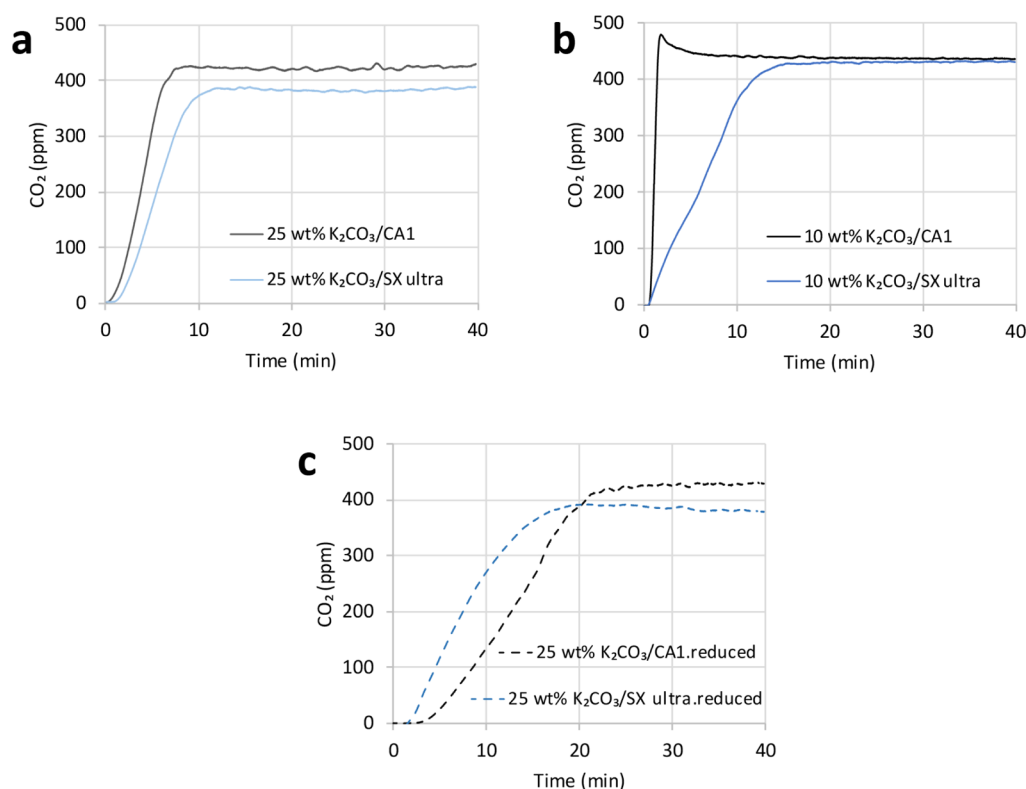 a
500
400
300
200
100
0
CO₂ (ppm)
25 wt% K₂CO₃/CA1
25 wt% K₂CO₃/SX ultra
0 10 20 30 40
Time (min)
b
500
400
300
200
100
0
CO₂ (ppm)
10 wt% K₂CO₃/CA1
10 wt% K₂CO₃/SX ultra
0 10 20 30 40
Time (min)
c
500
400
300
200
100
0
CO₂ (ppm)
25 wt% K₂CO₃/CA1.reduced
25 wt% K₂CO₃/SX ultra.reduced
0 10 20 30 40
Time (min)